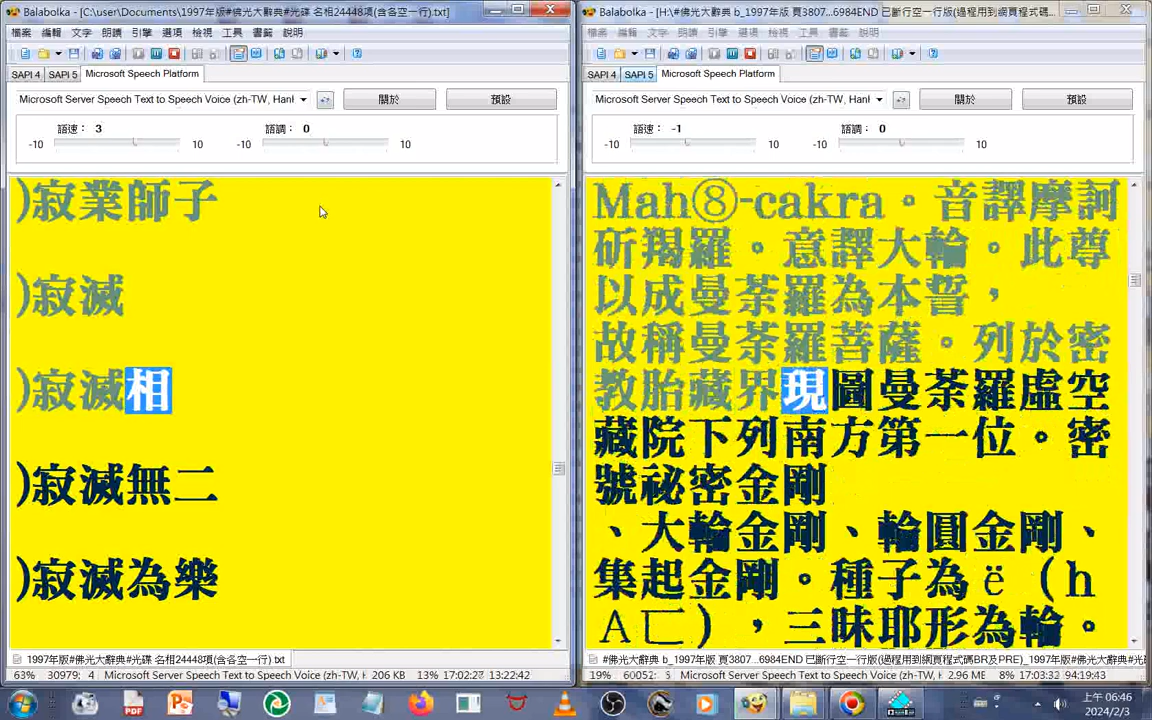 Balabolka - [C:\user\Documents\1997年版#佛光大辭典#光碟 名相24448項(含各空一行).txt]
檔案 編輯 文字 朗讀 引擎 選項 檢視 工具 書籤 說明
SAPI 4 SAPI 5 Microsoft Speech Platform
Microsoft Server Speech Text to Speech Voice (zh-TW, Hanl
關於
預設
語速： 3
語調： 0
-10 10 -10 10
)寂業師子
)寂滅
)寂滅相
)寂滅無二
)寂滅為樂
1997年版#佛光大辭典#光碟 名相24448項(含各空一行).txt
63% 30979: 4 Microsoft Server Speech Text to Speech Voice (zh-TW, H 206 KB 13% 17:02:27 13:22:42
Balabolka - [H:\#佛光大辭典 b_1997年版 頁3807...6984END 已斷行空一行版(過程用到網頁程式碼
檔案 編輯 文字 朗讀 引擎 選項 檢視 工具 書籤 說明
SAPI 4 SAPI 5 Microsoft Speech Platform
Microsoft Server Speech Text to Speech Voice (zh-TW, Hanl
關於
預設
語速： -1
語調： 0
-10 10 -10 10
Mah⑧-cakra。音譯摩訶
斫羯羅。意譯大輪。此尊
以成曼荼羅為本誓，
故稱曼荼羅菩薩。列於密
教胎藏界現圖曼荼羅虛空
藏院下列南方第一位。密
號祕密金剛
、大輪金剛、輪圓金剛、
集起金剛。種子為ë（h
Ａ匚），三昧耶形為輪。
#佛光大辭典 b_1997年版 頁3807...6984END 已斷行空一行版(過程用到網頁程式碼BR及PRE)_1997年版#佛光
19% 60052: Microsoft Server Speech Text to Speech Voice (zh-TW, H 2.96 MB 8% 17:03:32 94:19:43
上午 06:46
2024/2/3